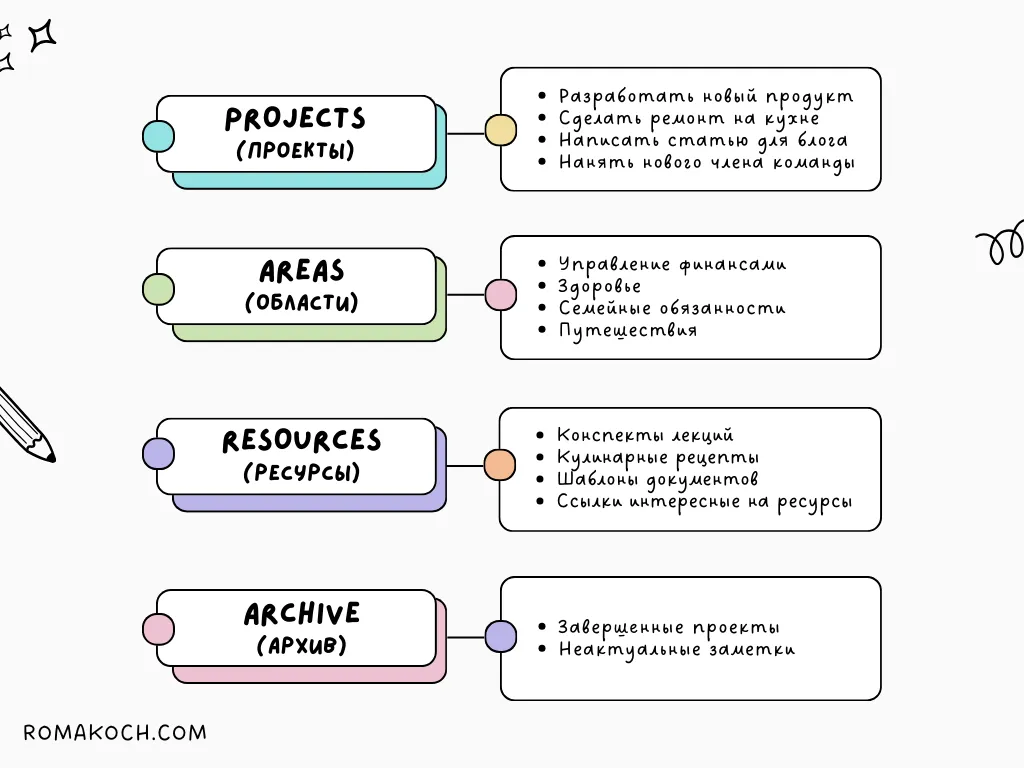 PROJECTS
(ПРОЕКТЫ)
• Разработать новый продукт
• Сделать ремонт на кухне
• Написать статью для блога
• Нанять нового члена команды
AREAS
(ОБЛАСТИ)
• Управление финансами
• Здоровье
• Семейные обязанности
• Путешествия
RESOURCES
(РЕСУРСЫ)
• Конспекты лекций
• Кулинарные рецепты
• Шаблоны документов
• Ссылки интересные на ресурсы
ARCHIVE
(АРХИВ)
• Завершенные проекты
• Неактуальные заметки
ROMAKOCH.COM